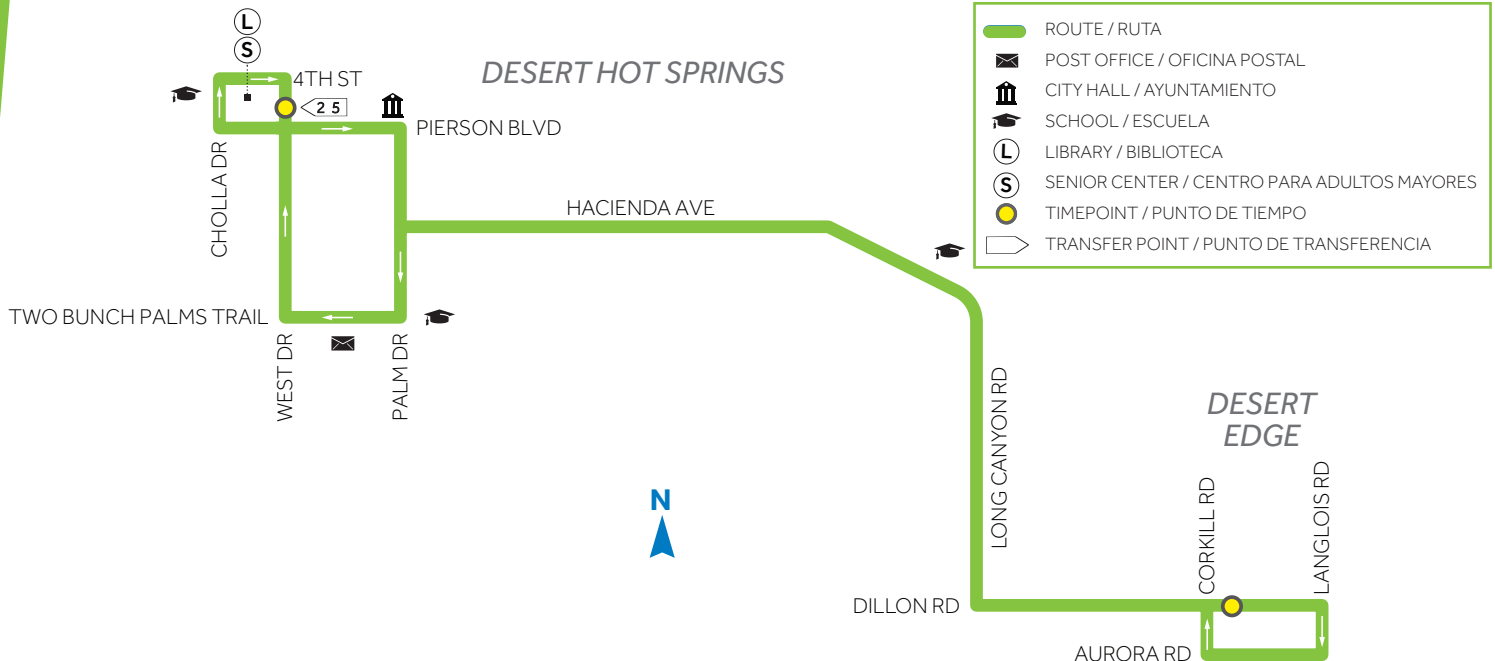 L
S
4TH ST
2 5
DESERT HOT SPRINGS
PIERSON BLVD
CHOLLA DR
HACIENDA AVE
TWO BUNCH PALMS TRAIL
WEST DR
PALM DR
LONG CANYON RD
DESERT
EDGE
N
CORKILL RD
LANGLOIS RD
DILLON RD
AURORA RD
ROUTE / RUTA
POST OFFICE / OFICINA POSTAL
CITY HALL / AYUNTAMIENTO
SCHOOL / ESCUELA
L LIBRARY / BIBLIOTECA
S SENIOR CENTER / CENTRO PARA ADULTOS MAYORES
TIMEPOINT / PUNTO DE TIEMPO
TRANSFER POINT / PUNTO DE TRANSFERENCIA